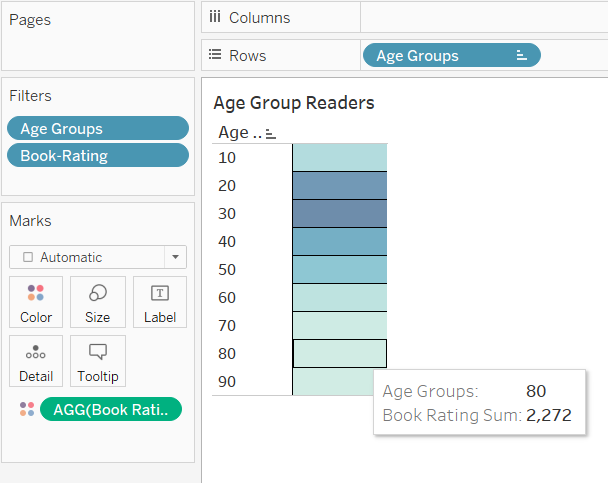 Pages
Columns
Rows
Age Groups
Filters
Age Groups
Book-Rating
Marks
Automatic
Color
Size
T
Label
Detail
Tooltip
AGG(Book Rati..
Age Group Readers
Age ..
10
20
30
40
50
60
70
80
90
Age Groups: 80
Book Rating Sum: 2,272